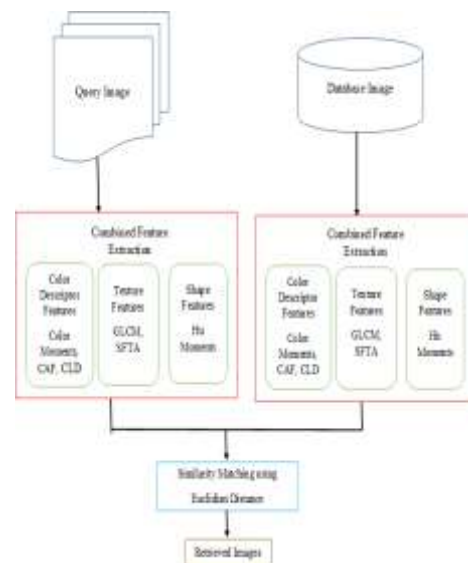 Query Image
Database Image
Combined Feature
Extraction
Color
Descriptor
Features
Color
Moments,
CAF, CLD
Texture
Features
GLCM,
SFTA
Shape
Features
Hu
Moments
Combined Feature
Extraction
Color
Descriptor
Features
Color
Moments,
CAF, CLD
Texture
Features
GLCM,
SFTA
Shape
Features
Hu
Moments
Similarity Matching using
Euclidian Distance
Retrieved Images